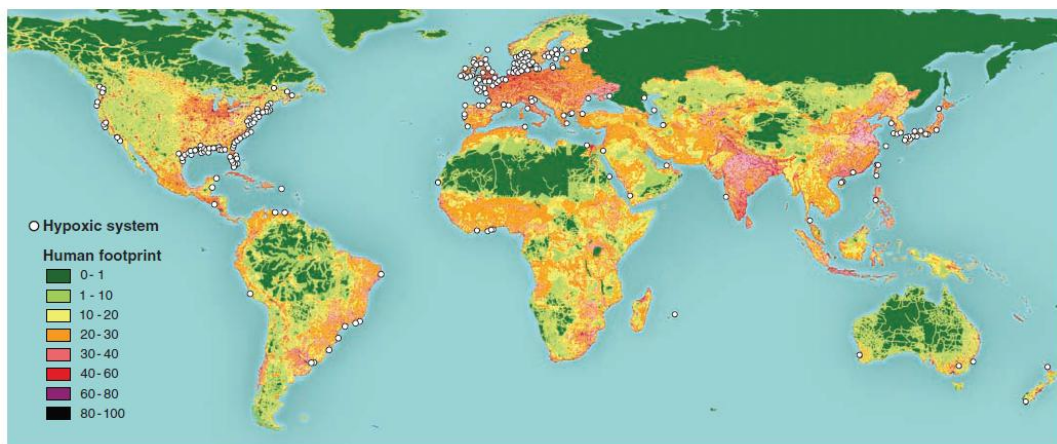 Hypoxic system
Human footprint
0 - 1
1 - 10
10 - 20
20 - 30
30 - 40
40 - 60
60 - 80
80 - 100